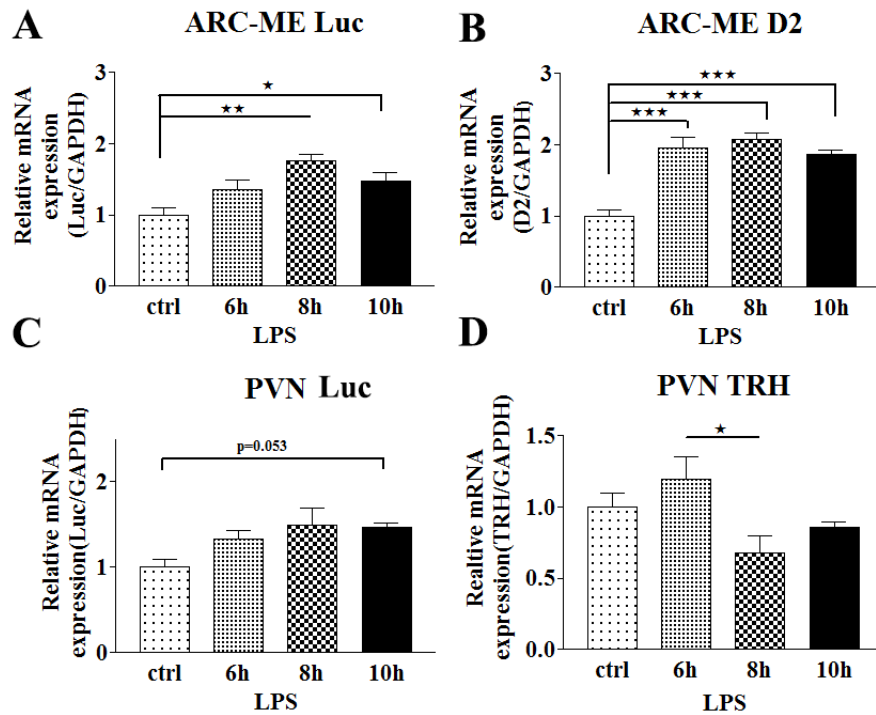 A
ARC-ME Luc
Relative mRNA
expression
(Luc/GAPDH)
3
2
1
0
★
★★
ctrl 6h 8h 10h
LPS
B
ARC-ME D2
Relative mRNA
expression
(D2/GAPDH)
3
2
1
0
★★★
★★★
★★★
ctrl 6h 8h 10h
LPS
C
PVN Luc
Relative mRNA
expression(Luc/GAPDH)
2
1
0
p=0.053
ctrl 6h 8h 10h
LPS
D
PVN TRH
Realtive mRNA
expression(TRH/GAPDH)
1.5
1.0
0.5
0.0
★
ctrl 6h 8h 10h
LPS